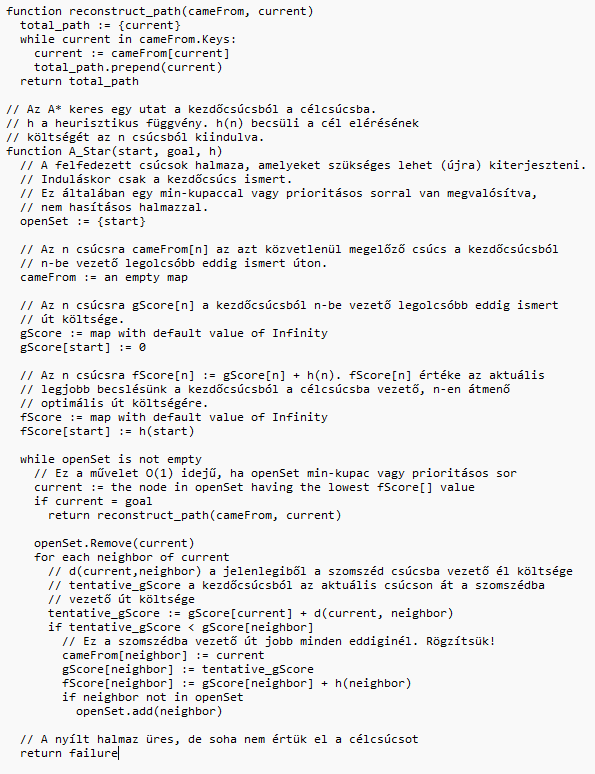 function reconstruct_path(cameFrom, current)
  total_path := {current}
  while current in cameFrom.Keys:
    current := cameFrom[current]
    total_path.prepend(current)
  return total_path

// Az A* keres egy utat a kezdőcsúcsból a célcsúcsba.
// h a heurisztikus függvény. h(n) becsüli a cél elérésének
// költségét az n csúcsból kiindulva.
function A_Star(start, goal, h)
  // A felfedezett csúcsok halmaza, amelyeket szükséges lehet (újra) kiterjeszteni.
  // Induláskor csak a kezdőcsúcs ismert.
  // Ez általában egy min-kupaccal vagy prioritásos sorral van megvalósítva,
  // nem hasításos halmazzal.
  openSet := {start}

  // Az n csúcsra cameFrom[n] az azt közvetlenül megelőző csúcs a kezdőcsúcsból
  // n-be vezető legolcsóbb eddig ismert úton.
  cameFrom := an empty map

  // Az n csúcsra gScore[n] a kezdőcsúcsból n-be vezető legolcsóbb eddig ismert
  // út költsége.
  gScore := map with default value of Infinity
  gScore[start] := 0

  // Az n csúcsra fScore[n] := gScore[n] + h(n). fScore[n] értéke az aktuális
  // legjobb becslésünk a kezdőcsúcsból a célcsúcsba vezető, n-en átmenő
  // optimális út költségére.
  fScore := map with default value of Infinity
  fScore[start] := h(start)

  while openSet is not empty
    // Ez a művelet O(1) idejű, ha openSet min-kupac vagy prioritásos sor
    current := the node in openSet having the lowest fScore[] value
    if current = goal
      return reconstruct_path(cameFrom, current)

    openSet.Remove(current)
    for each neighbor of current
      // d(current,neighbor) a jelenlegiből a szomszéd csúcsba vezető él költsége
      // tentative_gScore a kezdőcsúcsból az aktuális csúcson át a szomszédba
      // vezető út költsége
      tentative_gScore := gScore[current] + d(current, neighbor)
      if tentative_gScore < gScore[neighbor]
        // Ez a szomszédba vezető út jobb minden eddiginél. Rögzítsük!
        cameFrom[neighbor] := current
        gScore[neighbor] := tentative_gScore
        fScore[neighbor] := gScore[neighbor] + h(neighbor)
        if neighbor not in openSet
          openSet.add(neighbor)

  // A nyílt halmaz üres, de soha nem értük el a célcsúcsot
  return failure